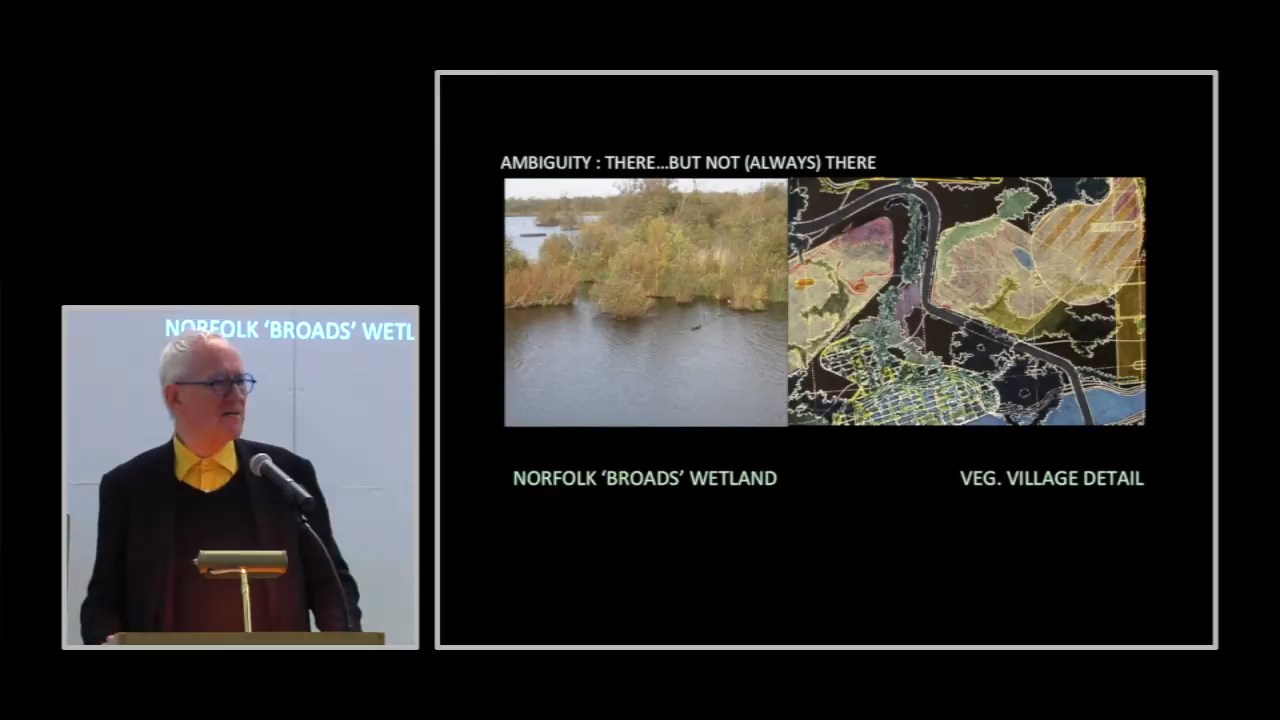 AMBIGUITY : THERE...BUT NOT (ALWAYS) THERE
NORFOLK ‘BROADS’ WETLAND
VEG. VILLAGE DETAIL
NORFOLK ‘BROADS’ WETL